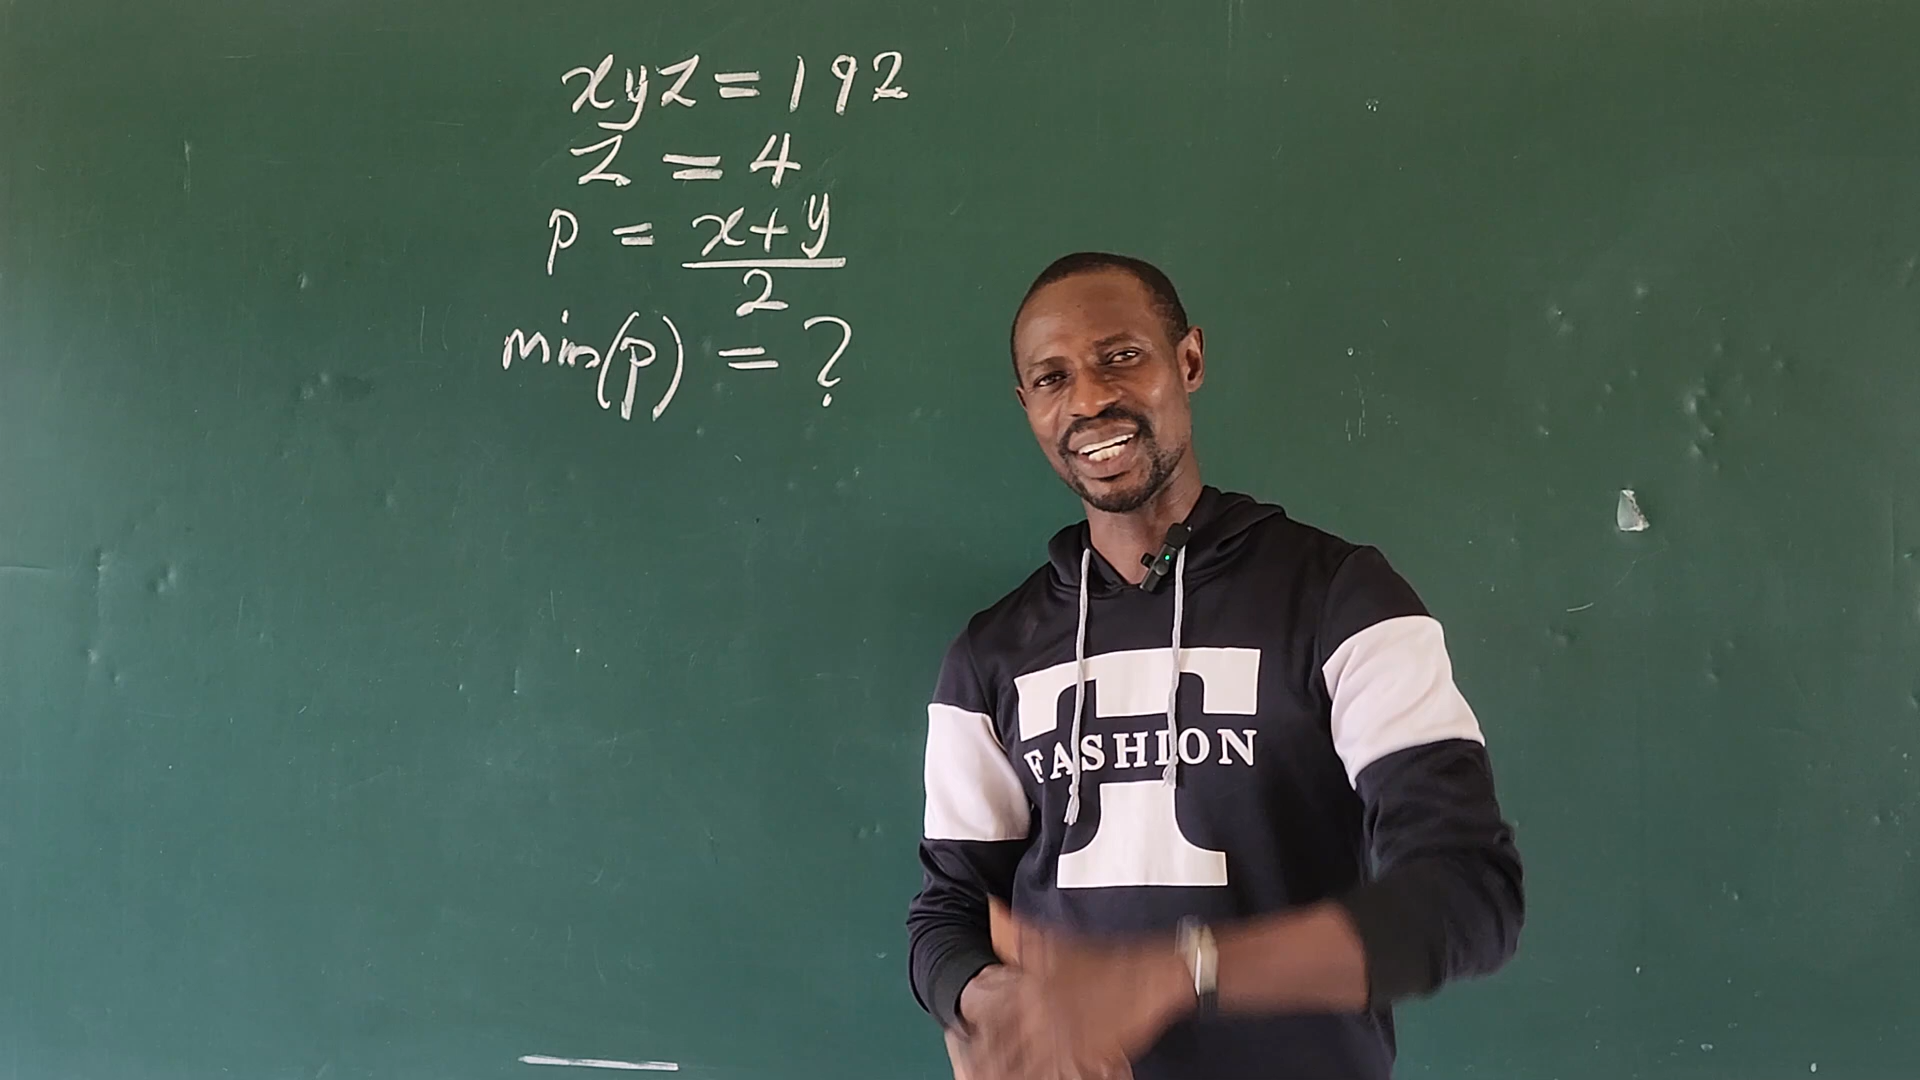 xyz = 192
z = 4
p = x+y
2
min(p) = ?
T
FASHION